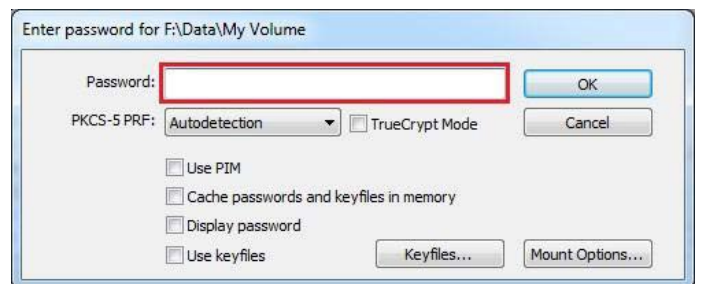 Enter password for F:\Data\My Volume
Password:
OK
PKCS-5 PRF: Autodetection TrueCrypt Mode Cancel
Use PIM
Cache passwords and keyfiles in memory
Display password
Use keyfiles Keyfiles... Mount Options...